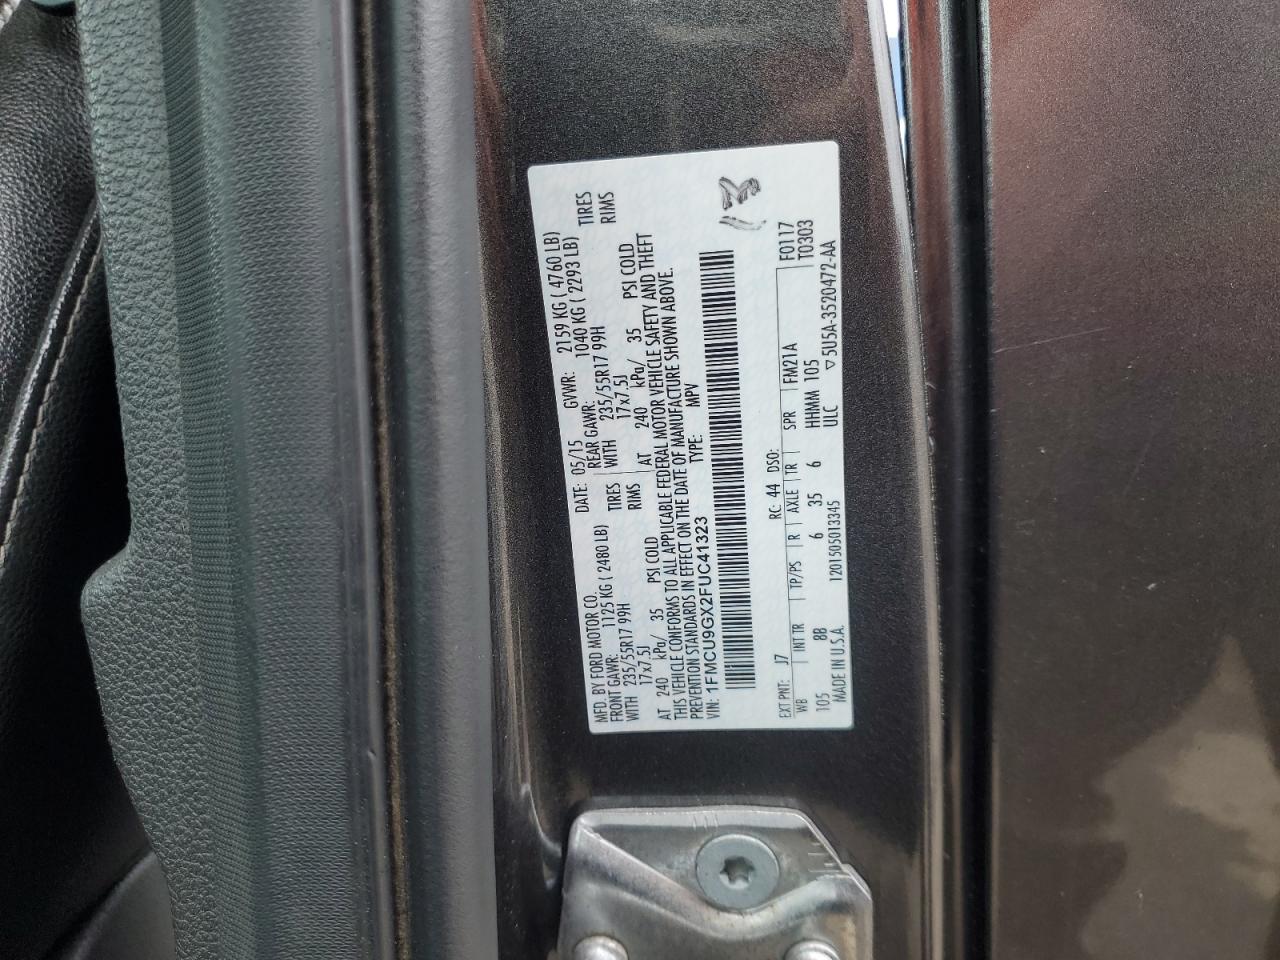 MFD. BY FORD MOTOR CO. DATE: 05/15 GVWR: 2159 KG ( 4760 LB)
FRONT GAWR: 1125 KG ( 2480 LB) REAR GAWR: 1040 KG ( 2293 LB)
WITH 235/55R17 99H TIRES WITH 235/55R17 99H TIRES
17x7.5J RIMS 17x7.5J RIMS
AT 240 kPa/ 35 PSI COLD AT 240 kPa/ 35 PSI COLD
THIS VEHICLE CONFORMS TO ALL APPLICABLE FEDERAL MOTOR VEHICLE SAFETY AND THEFT
PREVENTION STANDARDS IN EFFECT ON THE DATE OF MANUFACTURE SHOWN ABOVE.
VIN: 1FMCU9GX2FUC41323 TYPE: MPV
F0117
EXT PNT: J7 RC: 44 DSO: T0303
WB INT TR TP/PS R AXLE TR SPR FM21A
105 8B 6 35 6 HHMM 105
MADE IN U.S.A. 1201505013345 ULC ▽5U5A-3520472-AA